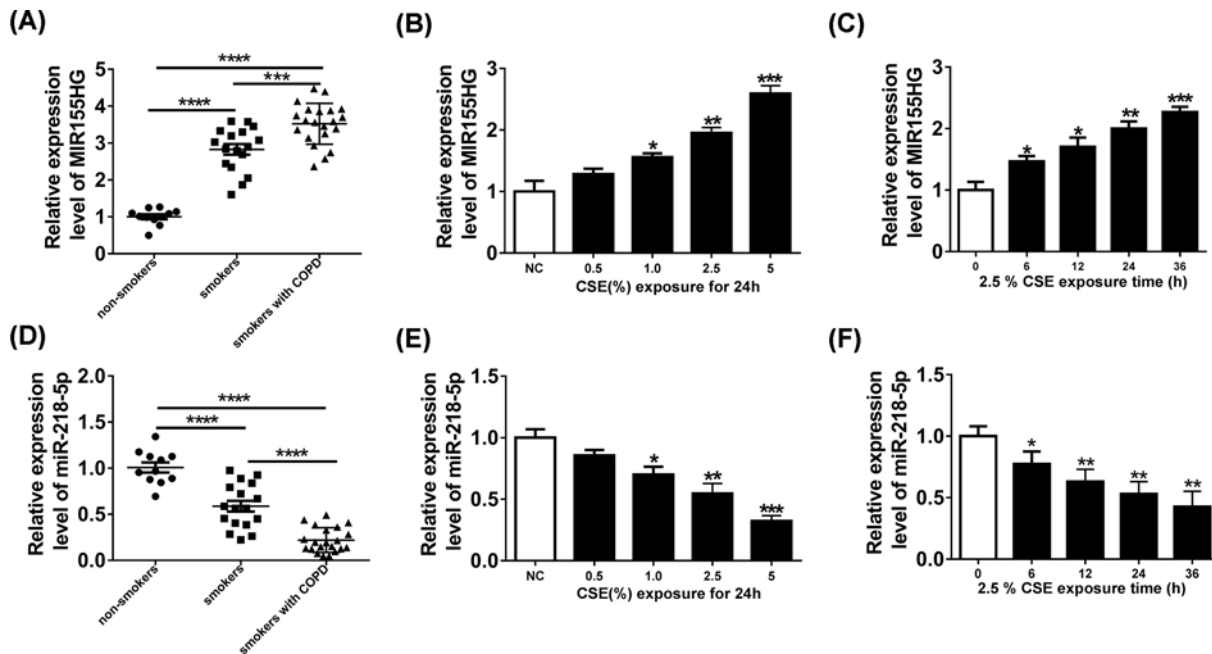 (A)
Relative expression
level of MIR155HG
5
4
3
2
1
0
****
****
***
non-smokers
smokers
smokers with COPD
(B)
Relative expression
level of MIR155HG
3
2
1
0
*
**
***
NC
0.5
1.0
2.5
5
CSE(%) exposure for 24h
(C)
Relative expression
level of MIR155HG
3
2
1
0
*
*
**
***
0
6
12
24
36
2.5 % CSE exposure time (h)
(D)
Relative expression
level of miR-218-5p
2.0
1.5
1.0
0.5
0.0
****
****
****
non-smokers
smokers
smokers with COPD
(E)
Relative expression
level of miR-218-5p
1.5
1.0
0.5
0.0
*
**
***
NC
0.5
1.0
2.5
5
CSE(%) exposure for 24h
(F)
Relative expression
level of miR-218-5p
1.5
1.0
0.5
0.0
*
**
**
**
0
6
12
24
36
2.5 % CSE exposure time (h)